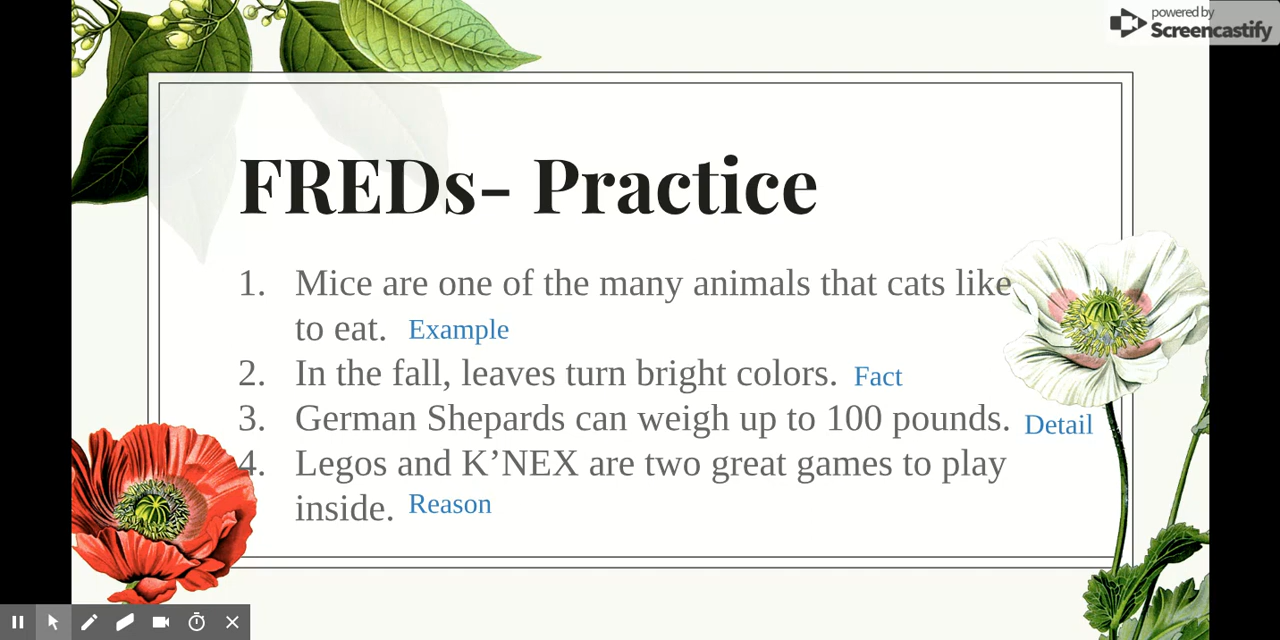 powered by
Screencastify
FREDs- Practice
1. Mice are one of the many animals that cats like
to eat. Example
2. In the fall, leaves turn bright colors. Fact
3. German Shepards can weigh up to 100 pounds. Detail
4. Legos and K’NEX are two great games to play
inside. Reason